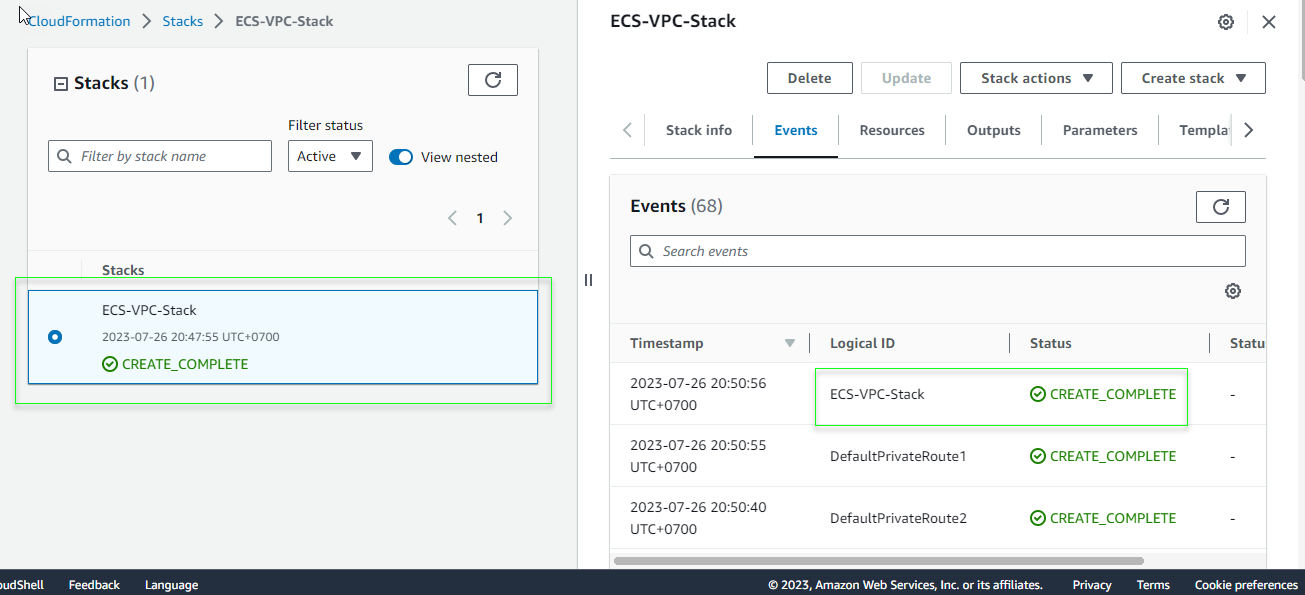 CloudFormation > Stacks > ECS-VPC-Stack
Stacks (1)
Filter status
Filter by stack name
Active
View nested
1
Stacks
ECS-VPC-Stack
2023-07-26 20:47:55 UTC+0700
CREATE_COMPLETE
ECS-VPC-Stack
Delete
Update
Stack actions
Create stack
Stack info
Events
Resources
Outputs
Parameters
Templa
Events (68)
Search events
Timestamp
Logical ID
Status
Statu
2023-07-26 20:50:56
UTC+0700
ECS-VPC-Stack
CREATE_COMPLETE
-
2023-07-26 20:50:55
UTC+0700
DefaultPrivateRoute1
CREATE_COMPLETE
-
2023-07-26 20:50:40
UTC+0700
DefaultPrivateRoute2
CREATE_COMPLETE
-
oudShell
Feedback
Language
© 2023, Amazon Web Services, Inc. or its affiliates.
Privacy
Terms
Cookie preferences